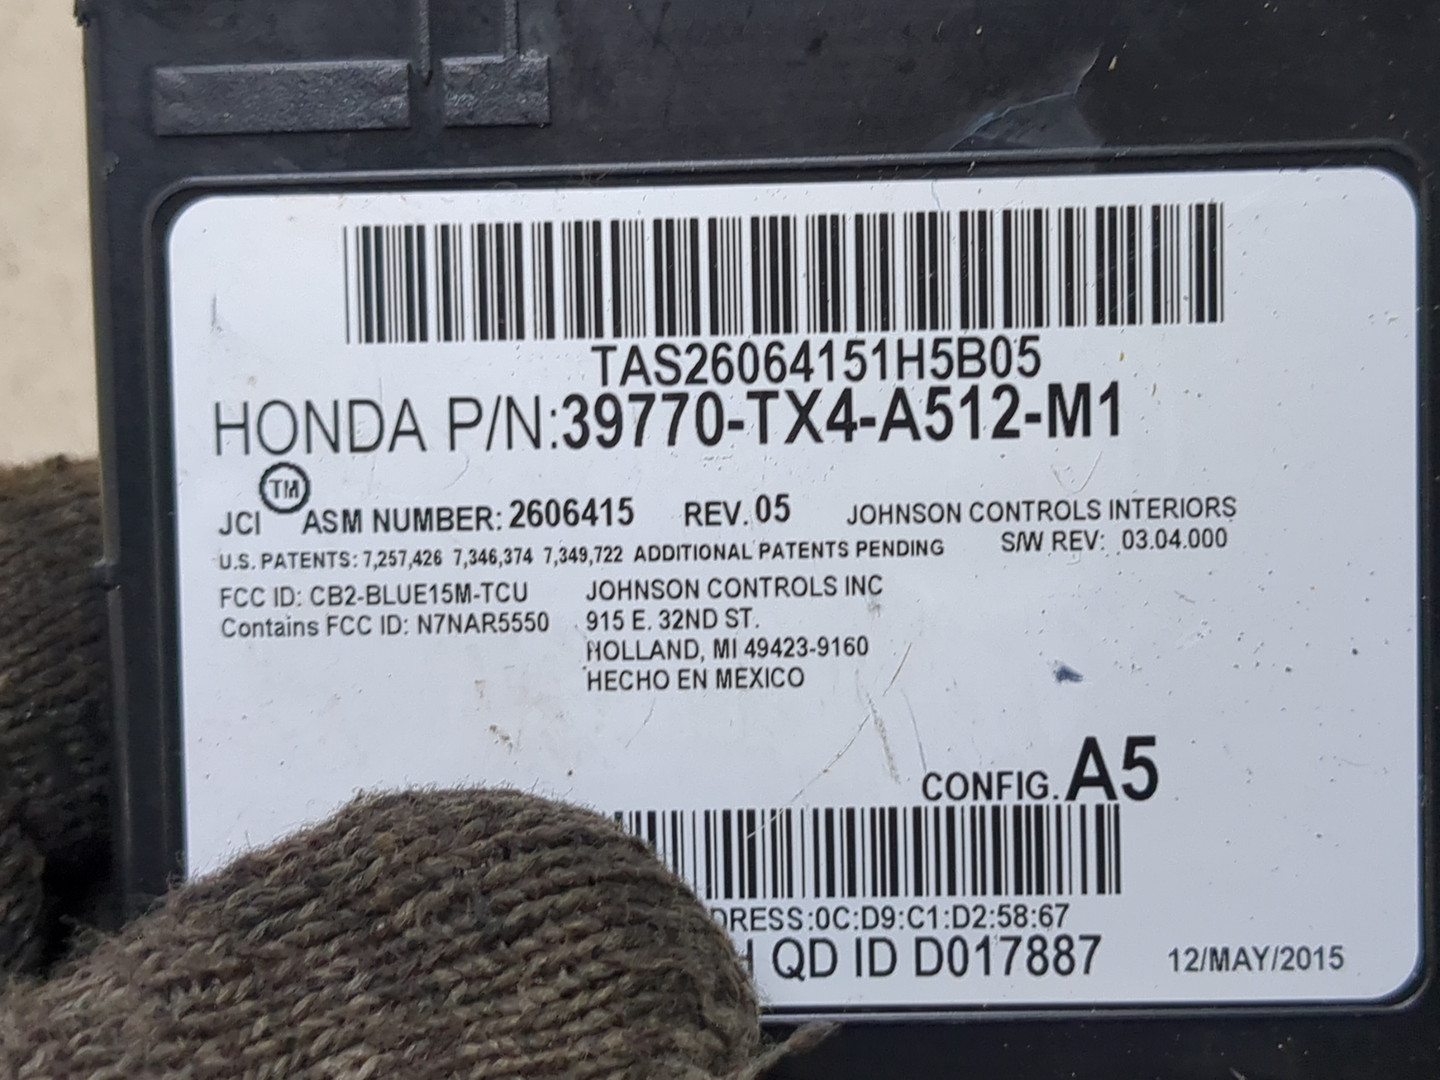 TAS26064151H5B05
HONDA P/N:39770-TX4-A512-M1
TM
JCI ASM NUMBER: 2606415 REV. 05 JOHNSON CONTROLS INTERIORS
U.S. PATENTS: 7,257,426 7,346,374 7,349,722 ADDITIONAL PATENTS PENDING S/W REV: 03.04.000
FCC ID: CB2-BLUE15M-TCU JOHNSON CONTROLS INC
Contains FCC ID: N7NAR5550 915 E. 32ND ST.
HOLLAND, MI 49423-9160
HECHO EN MEXICO
CONFIG. A5
DRESS:0C:D9:C1:D2:58:67
QD ID D017887 12/MAY/2015